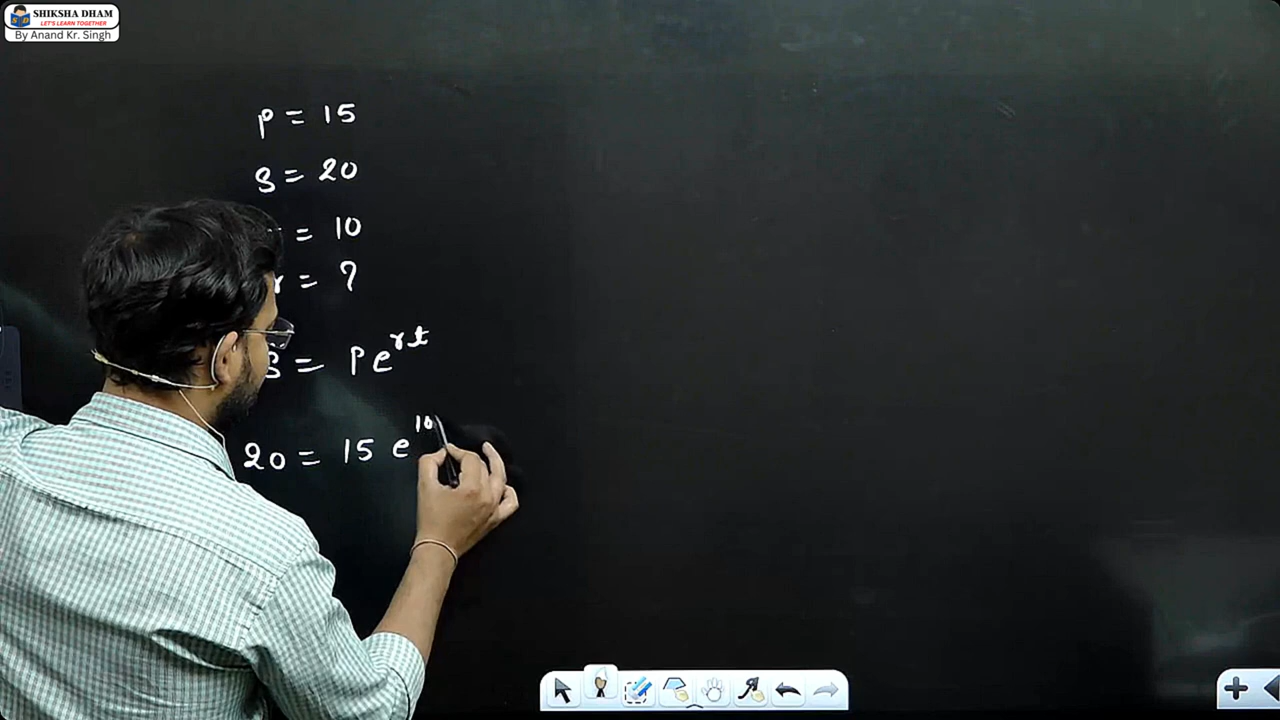 SHIKSHA DHAM
LET'S LEARN TOGETHER
By Anand Kr. Singh
P = 15
S = 20
= 10
r = ?
S = Pe^rt
20 = 15 e^10